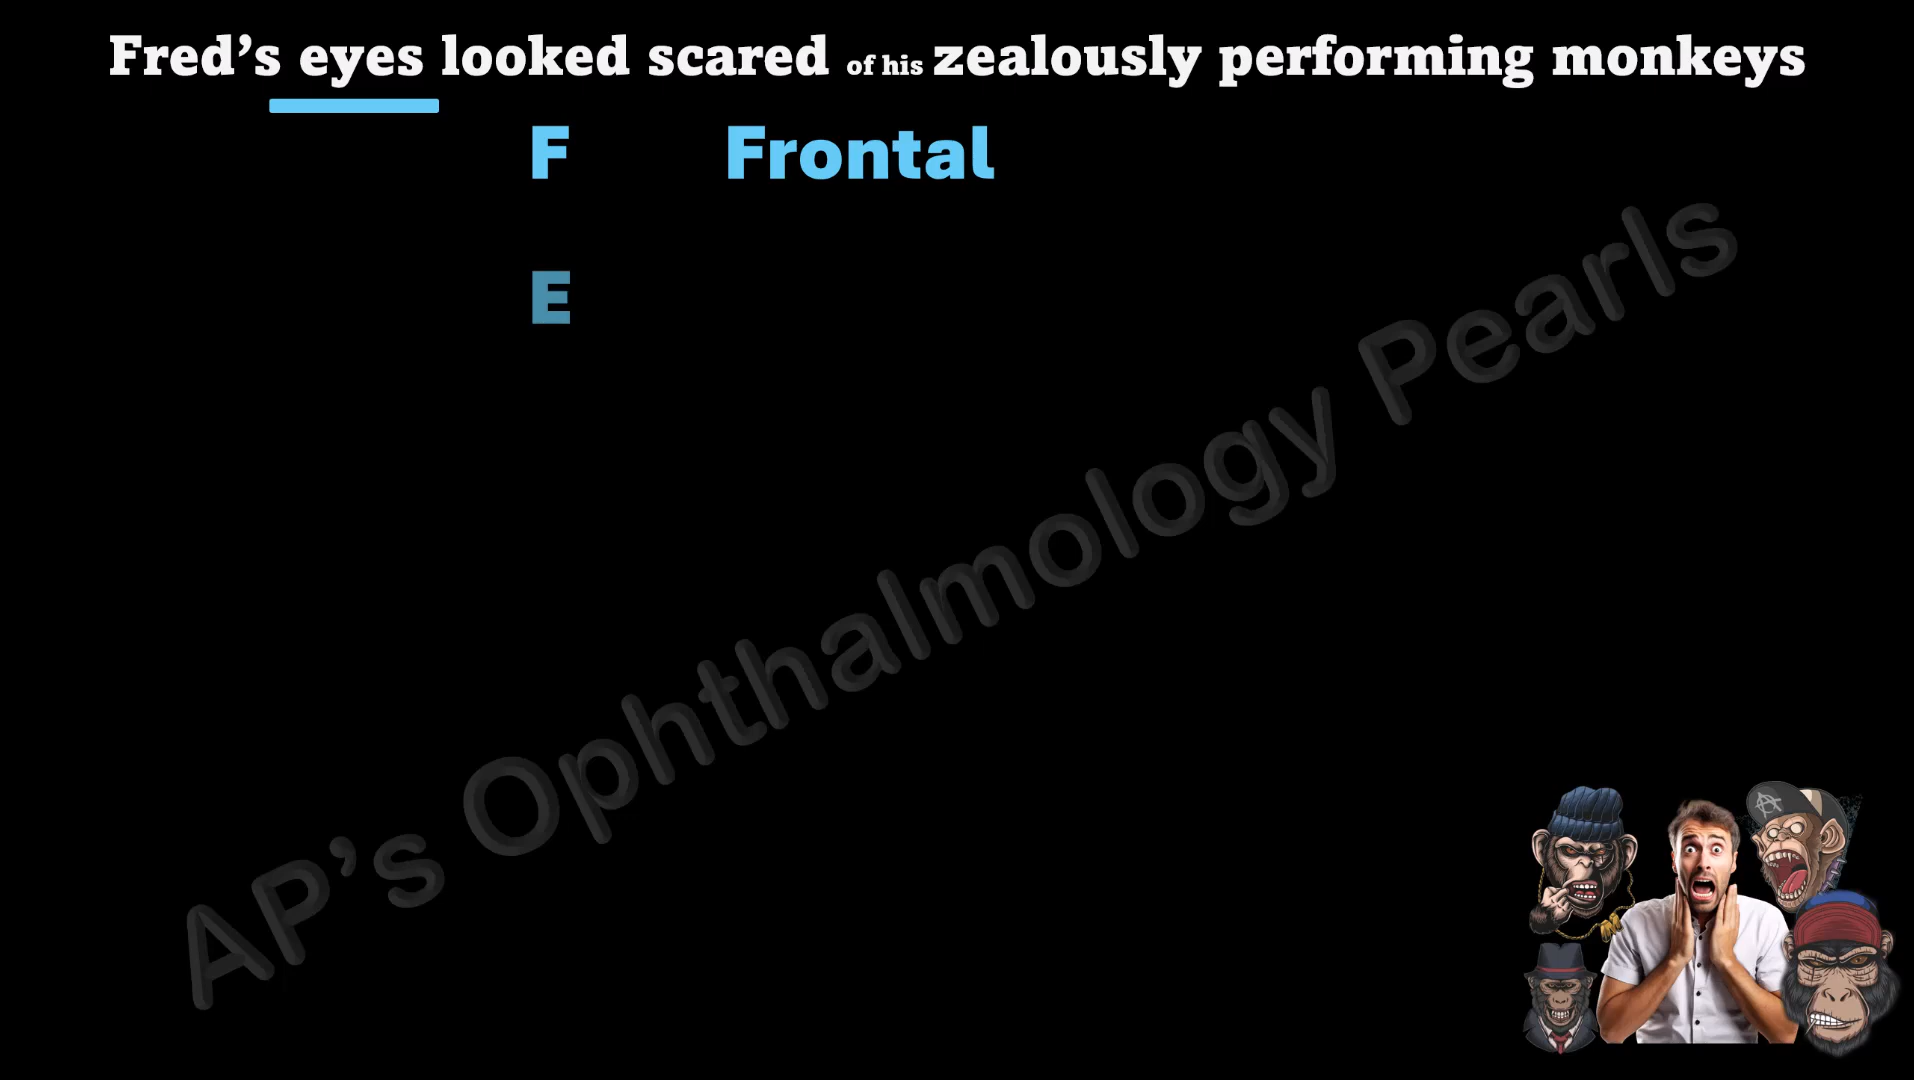 Fred’s eyes looked scared of his zealously performing monkeys
F Frontal
E
AP’s Ophthalmology Pearls